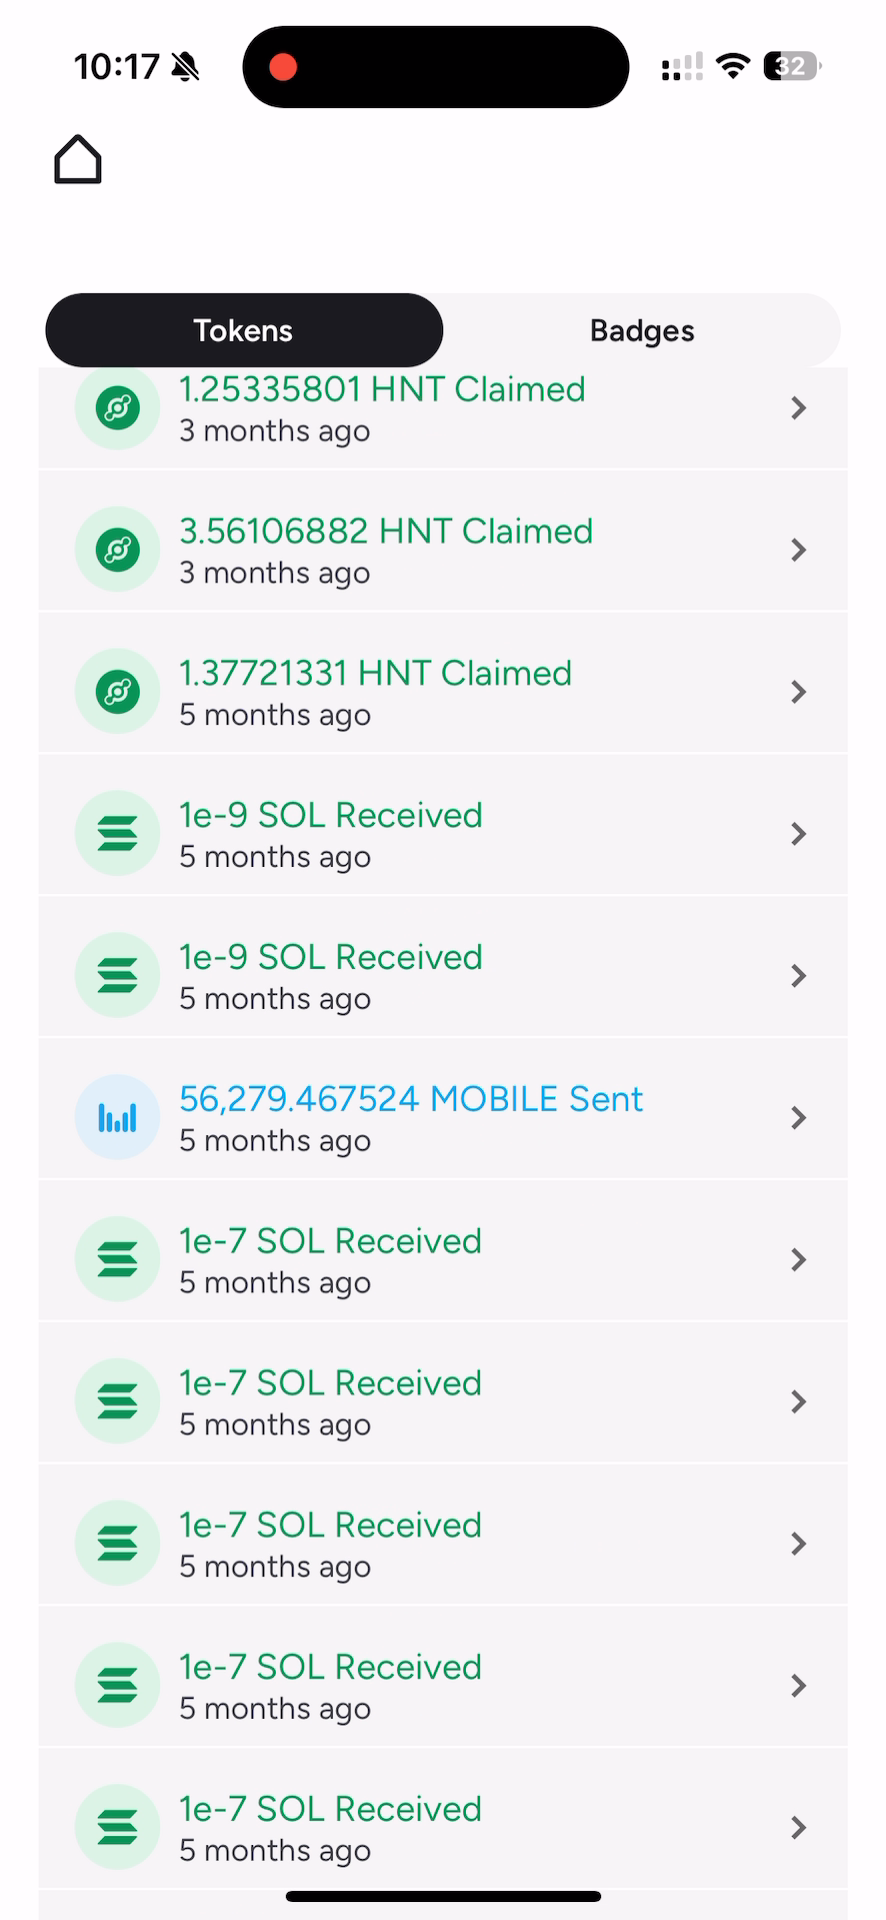 10:17
32
Tokens
Badges
1.25335801 HNT Claimed
3 months ago
3.56106882 HNT Claimed
3 months ago
1.37721331 HNT Claimed
5 months ago
1e-9 SOL Received
5 months ago
1e-9 SOL Received
5 months ago
56,279.467524 MOBILE Sent
5 months ago
1e-7 SOL Received
5 months ago
1e-7 SOL Received
5 months ago
1e-7 SOL Received
5 months ago
1e-7 SOL Received
5 months ago
1e-7 SOL Received
5 months ago